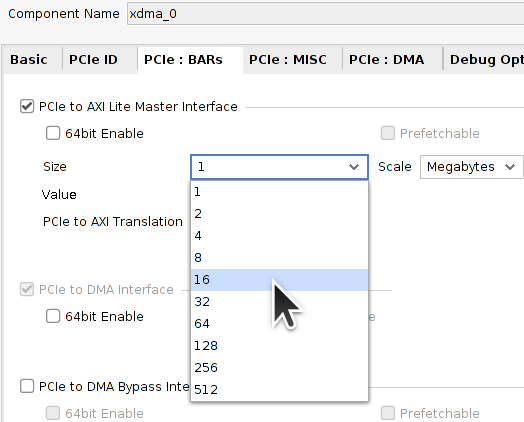 Component Name xdma_0
Basic PCIe ID PCIe : BARs PCIe : MISC PCIe : DMA Debug Opt
PCIe to AXI Lite Master Interface
64bit Enable Prefetchable
Size 1 Scale Megabytes
Value
1
2
PCIe to AXI Translation
4
8
16
PCIe to DMA Interface
32
64bit Enable
64
128
256
PCIe to DMA Bypass Inte
512
64bit Enable Prefetchable